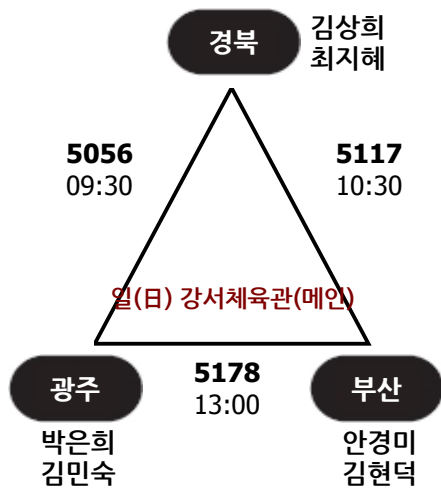 경북
김상희
최지혜
5056
09:30
5117
10:30
일(日) 강서체육관(메인)
광주
5178
13:00
부산
박은희
김민숙
안경미
김현덕